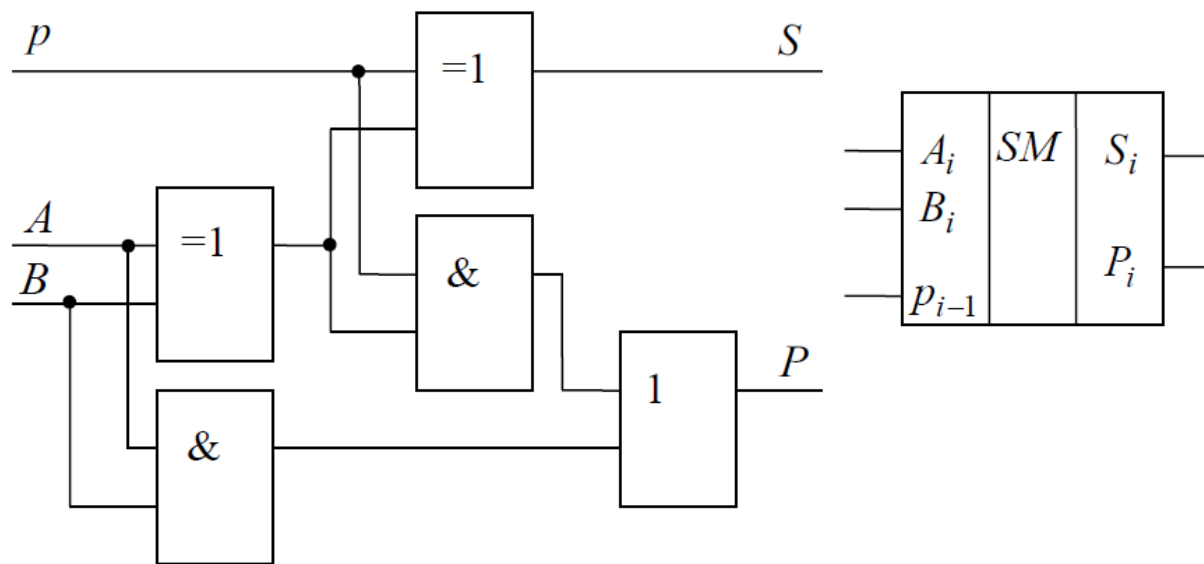 p
=1
S
A
=1
B
&
&
1
P
A_i
SM
S_i
B_i
P_i
p_{i-1}